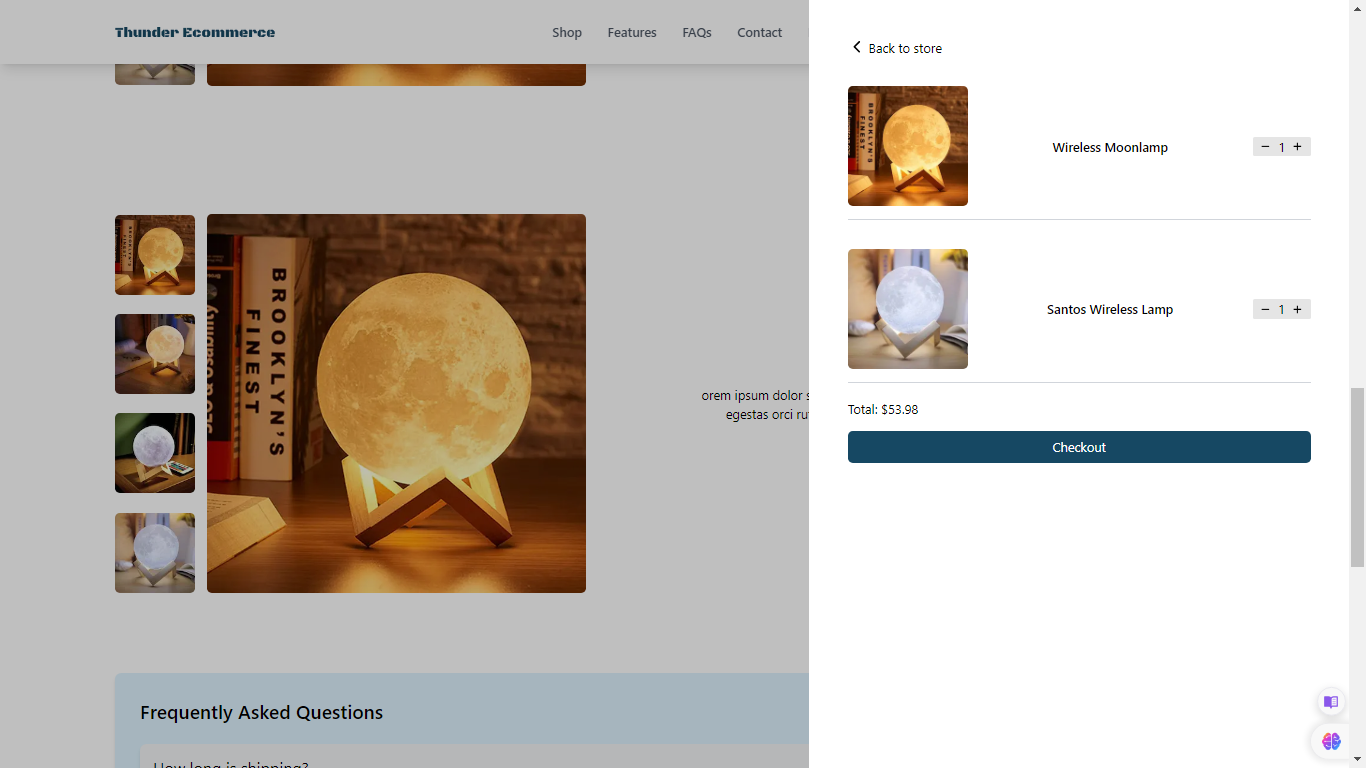 Thunder Ecommerce
Shop
Features
FAQs
Contact
BROOKLYN'S
FINEST
orem ipsum dolor
egestas orci
Frequently Asked Questions
How long is shipping?
Back to store
BROOKLYN'S
FINEST
Wireless Moonlamp
− 1 +
Santos Wireless Lamp
− 1 +
Total: $53.98
Checkout